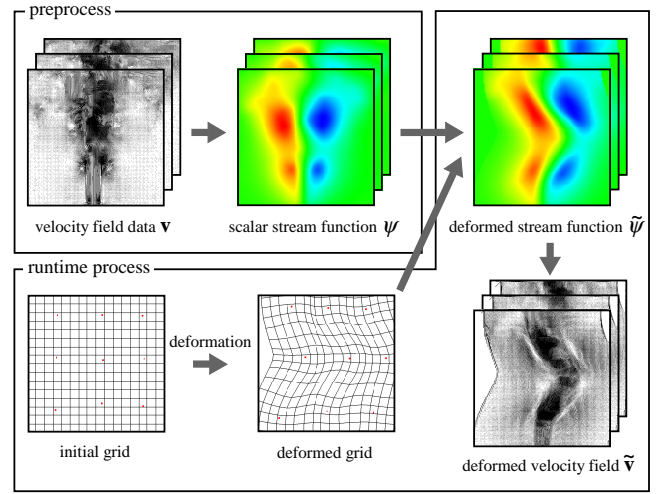 preprocess
velocity field data v
scalar stream function ψ
deformed stream function ψ̃
runtime process
deformation
initial grid
deformed grid
deformed velocity field ṽ